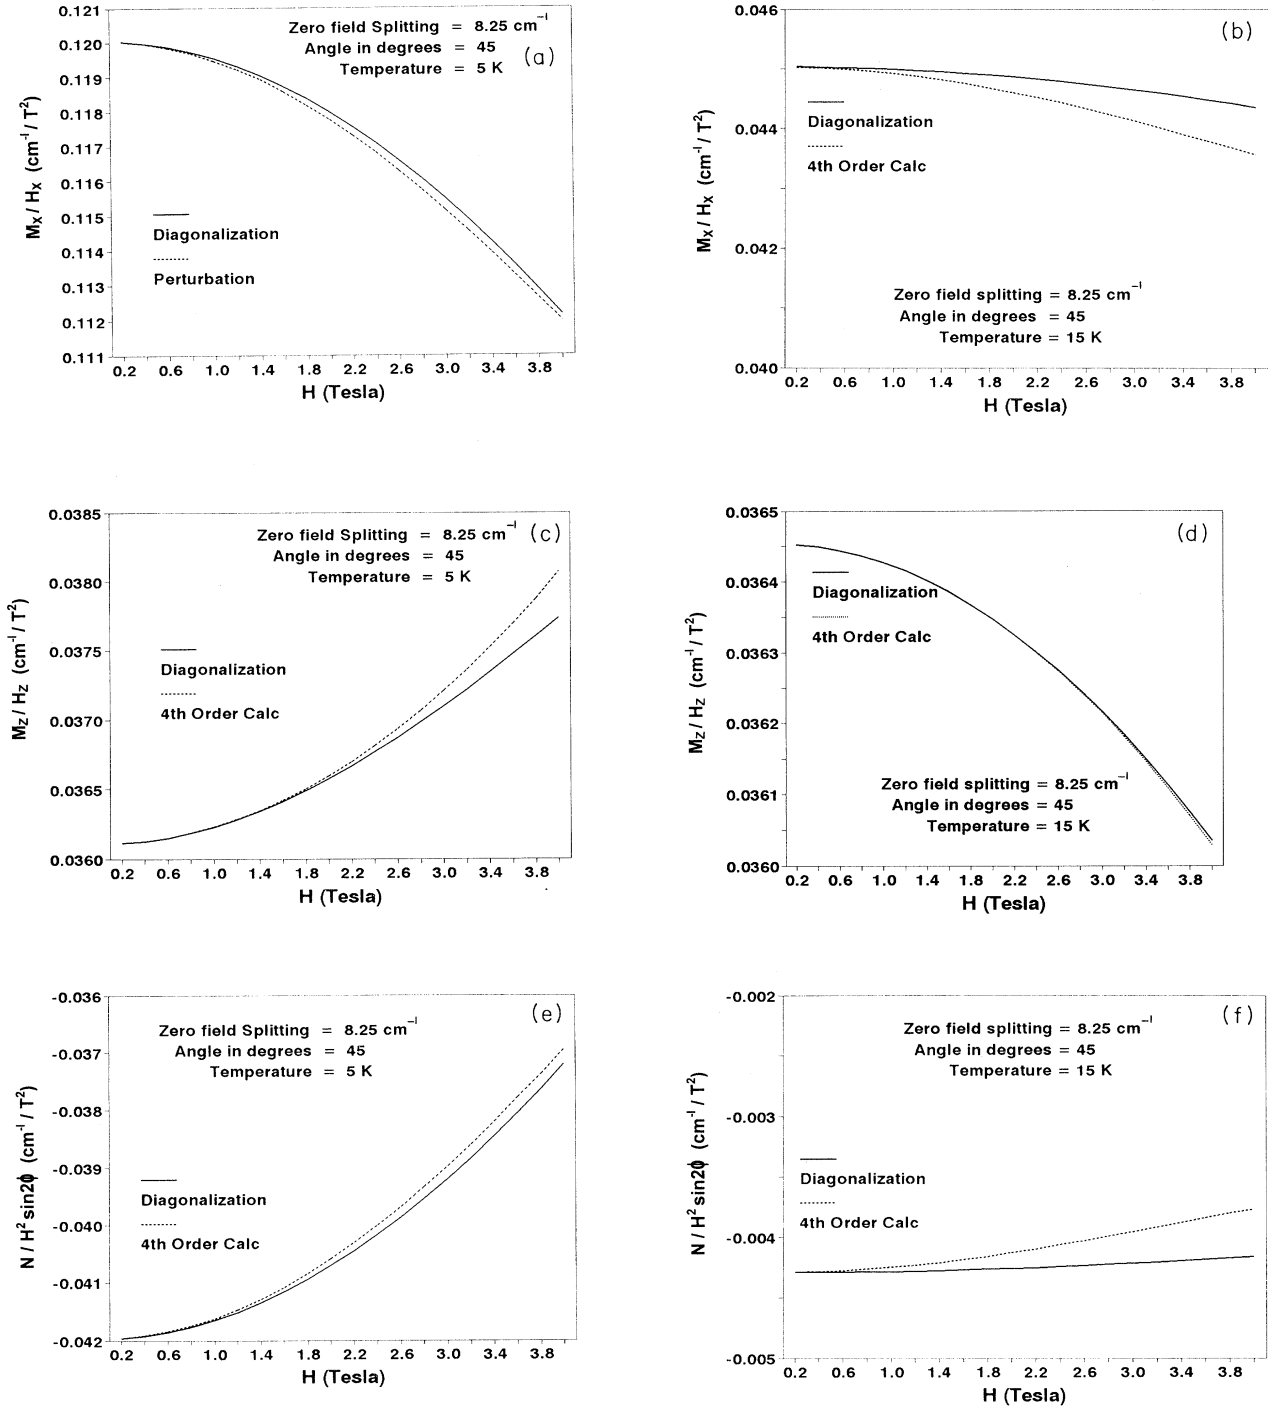 (a)
Zero field Splitting = 8.25 cm⁻¹
Angle in degrees = 45
Temperature = 5 K
0.121
0.120
0.119
0.118
0.117
0.116
0.115
0.114
0.113
0.112
0.111
Mx / Hx (cm⁻¹ / T²)
Diagonalization
Perturbation
0.2 0.6 1.0 1.4 1.8 2.2 2.6 3.0 3.4 3.8
H (Tesla)
(b)
0.046
0.044
0.042
0.040
Mx / Hx (cm⁻¹ / T²)
Diagonalization
4th Order Calc
Zero field splitting = 8.25 cm⁻¹
Angle in degrees = 45
Temperature = 15 K
0.2 0.6 1.0 1.4 1.8 2.2 2.6 3.0 3.4 3.8
H (Tesla)
(c)
Zero field Splitting = 8.25 cm⁻¹
Angle in degrees = 45
Temperature = 5 K
0.0385
0.0380
0.0375
0.0370
0.0365
0.0360
Mz / Hz (cm⁻¹ / T²)
Diagonalization
4th Order Calc
0.2 0.6 1.0 1.4 1.8 2.2 2.6 3.0 3.4 3.8
H (Tesla)
(d)
0.0365
0.0364
0.0363
0.0362
0.0361
0.0360
Mz / Hz (cm⁻¹ / T²)
Diagonalization
4th Order Calc
Zero field splitting = 8.25 cm⁻¹
Angle in degrees = 45
Temperature = 15 K
0.2 0.6 1.0 1.4 1.8 2.2 2.6 3.0 3.4 3.8
H (Tesla)
(e)
Zero field Splitting = 8.25 cm⁻¹
Angle in degrees = 45
Temperature = 5 K
-0.036
-0.037
-0.038
-0.039
-0.040
-0.041
-0.042
N / H² sin2ϕ (cm⁻¹ / T²)
Diagonalization
4th Order Calc
0.2 0.6 1.0 1.4 1.8 2.2 2.6 3.0 3.4 3.8
H (Tesla)
(f)
Zero field splitting = 8.25 cm⁻¹
Angle in degrees = 45
Temperature = 15 K
-0.002
-0.003
-0.004
-0.005
N / H² sin2ϕ (cm⁻¹ / T²)
Diagonalization
4th Order Calc
0.2 0.6 1.0 1.4 1.8 2.2 2.6 3.0 3.4 3.8
H (Tesla)